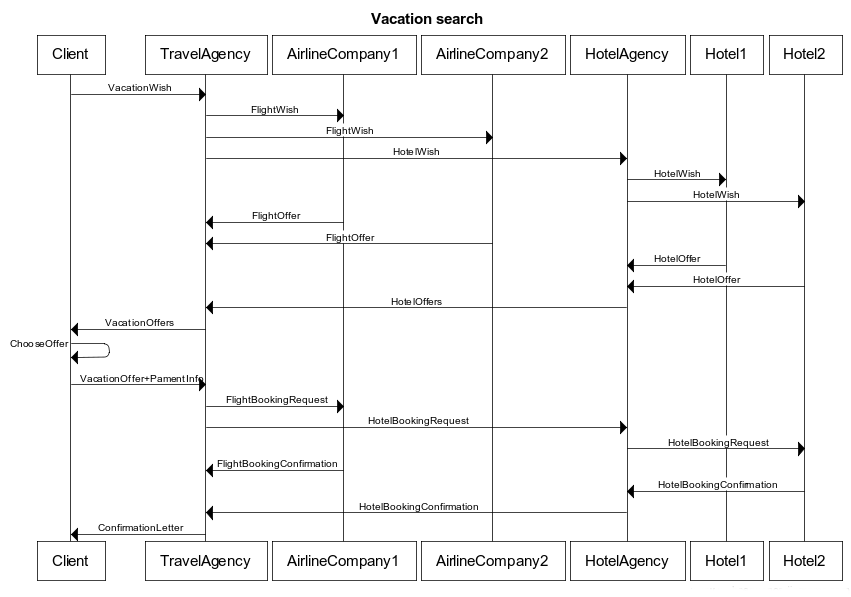 Vacation search
Client TravelAgency AirlineCompany1 AirlineCompany2 HotelAgency Hotel1 Hotel2
VacationWish
FlightWish
FlightWish
HotelWish
HotelWish
HotelWish
FlightOffer
FlightOffer
HotelOffer
HotelOffer
HotelOffers
VacationOffers
ChooseOffer
VacationOffer+PamentInfo
FlightBookingRequest
HotelBookingRequest
HotelBookingRequest
FlightBookingConfirmation
HotelBookingConfirmation
HotelBookingConfirmation
ConfirmationLetter
Client TravelAgency AirlineCompany1 AirlineCompany2 HotelAgency Hotel1 Hotel2